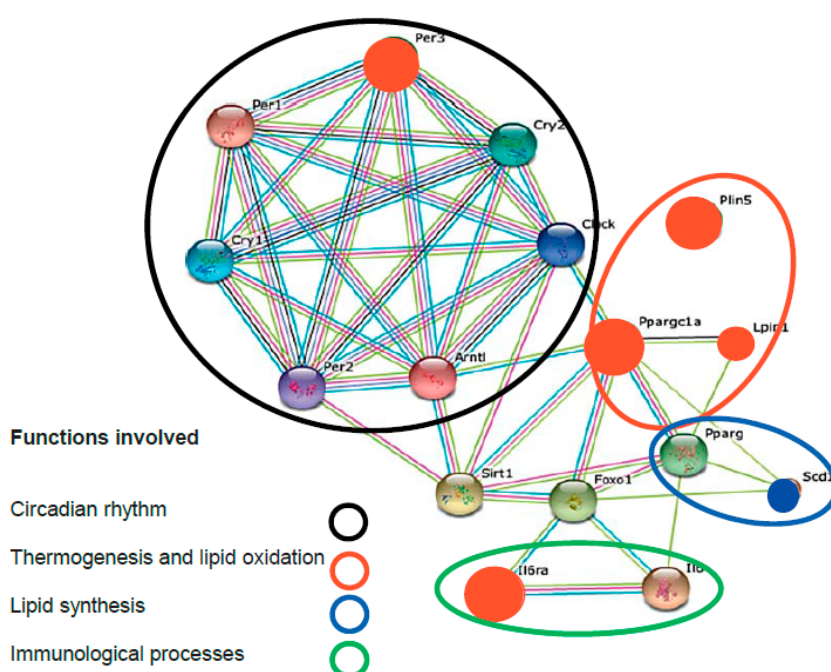 Per3
Per1
Cry2
Plin5
Cry1
Clock
Ppargc1a
Lpin1
Per2
Arntl
Functions involved
Pparg
Sirt1
Foxo1
Scd1
Circadian rhythm
Thermogenesis and lipid oxidation
Il6ra
Lipid synthesis
Immunological processes